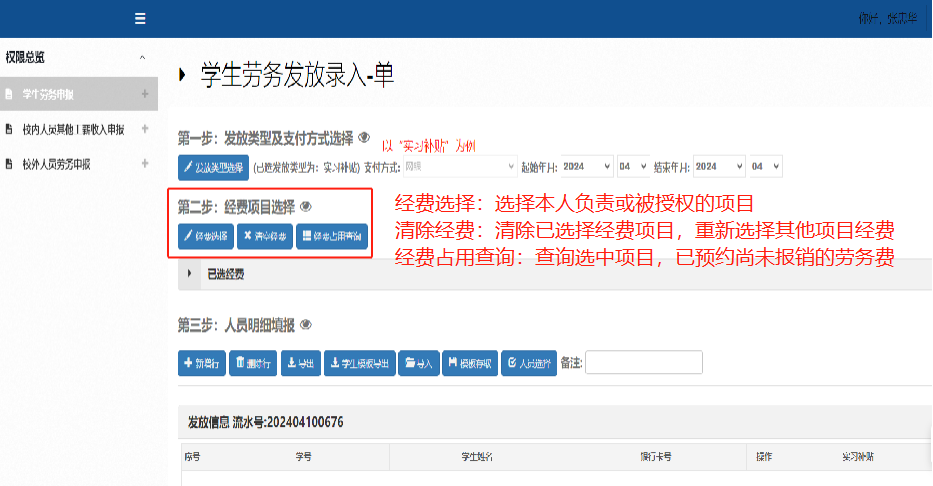 你好，张忠华
权限总览
学生劳务申报
校内人员其他工薪收入申报
校外人员劳务申报
学生劳务发放录入-单
第一步：发放类型及支付方式选择
以“实习补贴”为例
发放类型选择 (已选发放类型为：实习补贴) 支付方式: 网银 起始年月: 2024 04 结束年月: 2024 04
第二步：经费项目选择
经费选择 清空经费 经费占用查询
经费选择：选择本人负责或被授权的项目
清除经费：清除已选择经费项目，重新选择其他项目经费
经费占用查询：查询选中项目，已预约尚未报销的劳务费
已选经费
第三步：人员明细填报
新增行 删除行 导出 学生模板导出 导入 模板存取 人员选择 备注:
发放信息 流水号:202404100676
序号 学号 学生姓名 银行卡号 操作 实习补贴